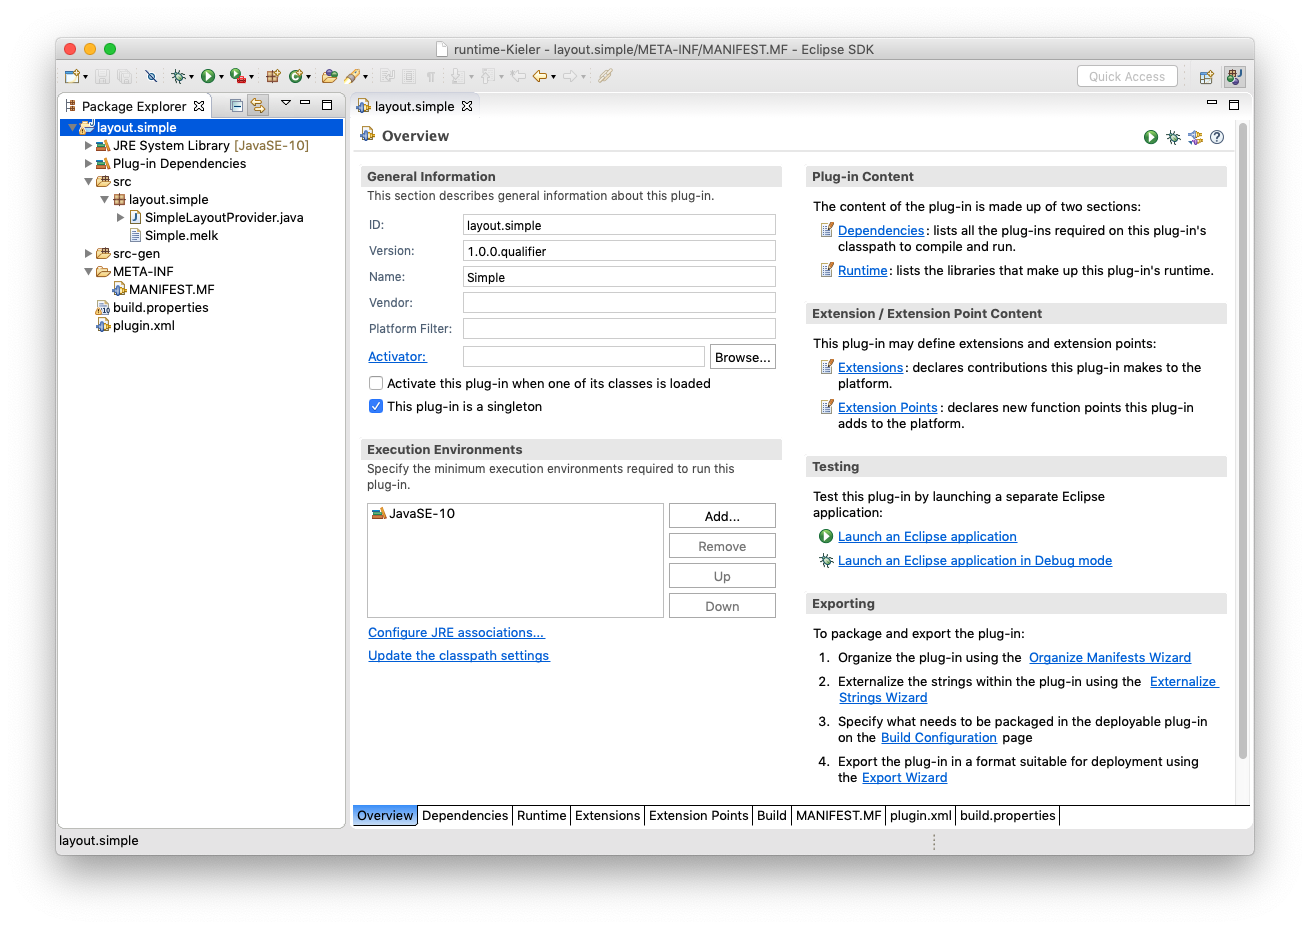 runtime-Kieler - layout.simple/META-INF/MANIFEST.MF - Eclipse SDK
Quick Access
Package Explorer
layout.simple
JRE System Library [JavaSE-10]
Plug-in Dependencies
src
layout.simple
SimpleLayoutProvider.java
Simple.melk
src-gen
META-INF
MANIFEST.MF
build.properties
plugin.xml
layout.simple
Overview
General Information
This section describes general information about this plug-in.
ID: layout.simple
Version: 1.0.0.qualifier
Name: Simple
Vendor:
Platform Filter:
Activator: Browse...
Activate this plug-in when one of its classes is loaded
This plug-in is a singleton
Execution Environments
Specify the minimum execution environments required to run this
plug-in.
JavaSE-10
Add...
Remove
Up
Down
Configure JRE associations...
Update the classpath settings
Plug-in Content
The content of the plug-in is made up of two sections:
Dependencies: lists all the plug-ins required on this plug-in's
classpath to compile and run.
Runtime: lists the libraries that make up this plug-in's runtime.
Extension / Extension Point Content
This plug-in may define extensions and extension points:
Extensions: declares contributions this plug-in makes to the
platform.
Extension Points: declares new function points this plug-in
adds to the platform.
Testing
Test this plug-in by launching a separate Eclipse
application:
Launch an Eclipse application
Launch an Eclipse application in Debug mode
Exporting
To package and export the plug-in:
1. Organize the plug-in using the Organize Manifests Wizard
2. Externalize the strings within the plug-in using the Externalize
Strings Wizard
3. Specify what needs to be packaged in the deployable plug-in
on the Build Configuration page
4. Export the plug-in in a format suitable for deployment using
the Export Wizard
Overview Dependencies Runtime Extensions Extension Points Build MANIFEST.MF plugin.xml build.properties
layout.simple